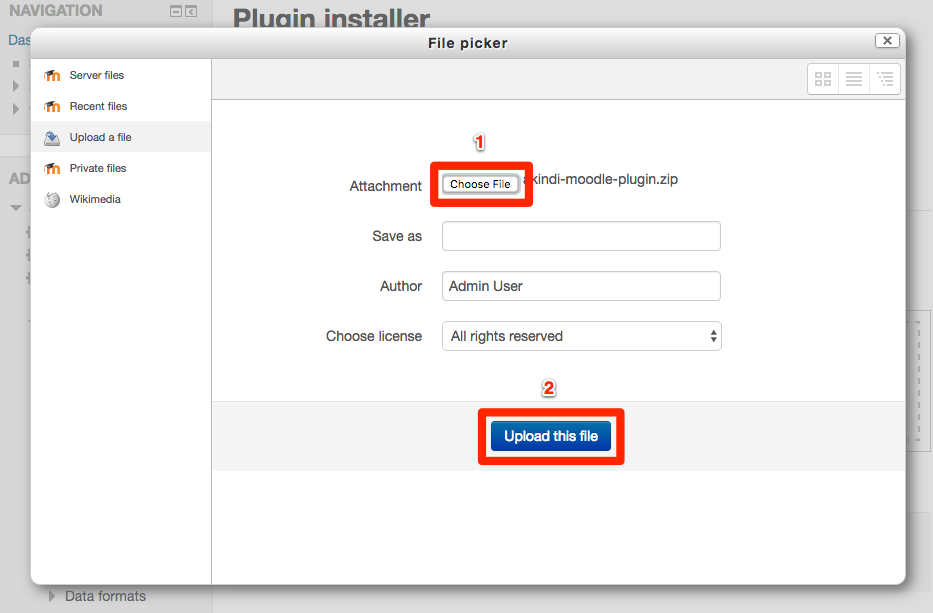 NAVIGATION
Plugin installer
Das
File picker
Server files
Recent files
Upload a file
Private files
Wikimedia
1
Attachment
Choose File
akindi-moodle-plugin.zip
Save as
Author
Admin User
Choose license
All rights reserved
2
Upload this file
AD
Data formats